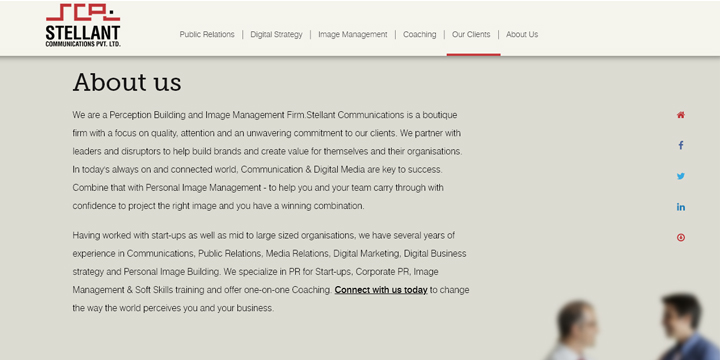 STELLANT
COMMUNICATIONS PVT. LTD.
Public Relations | Digital Strategy | Image Management | Coaching | Our Clients | About Us
About us
We are a Perception Building and Image Management Firm.Stellant Communications is a boutique
firm with a focus on quality, attention and an unwavering commitment to our clients. We partner with
leaders and disruptors to help build brands and create value for themselves and their organisations.
In today's always on and connected world, Communication & Digital Media are key to success.
Combine that with Personal Image Management - to help you and your team carry through with
confidence to project the right image and you have a winning combination.
Having worked with start-ups as well as mid to large sized organisations, we have several years of
experience in Communications, Public Relations, Media Relations, Digital Marketing, Digital Business
strategy and Personal Image Building. We specialize in PR for Start-ups, Corporate PR, Image
Management & Soft Skills training and offer one-on-one Coaching. Connect with us today to change
the way the world perceives you and your business.